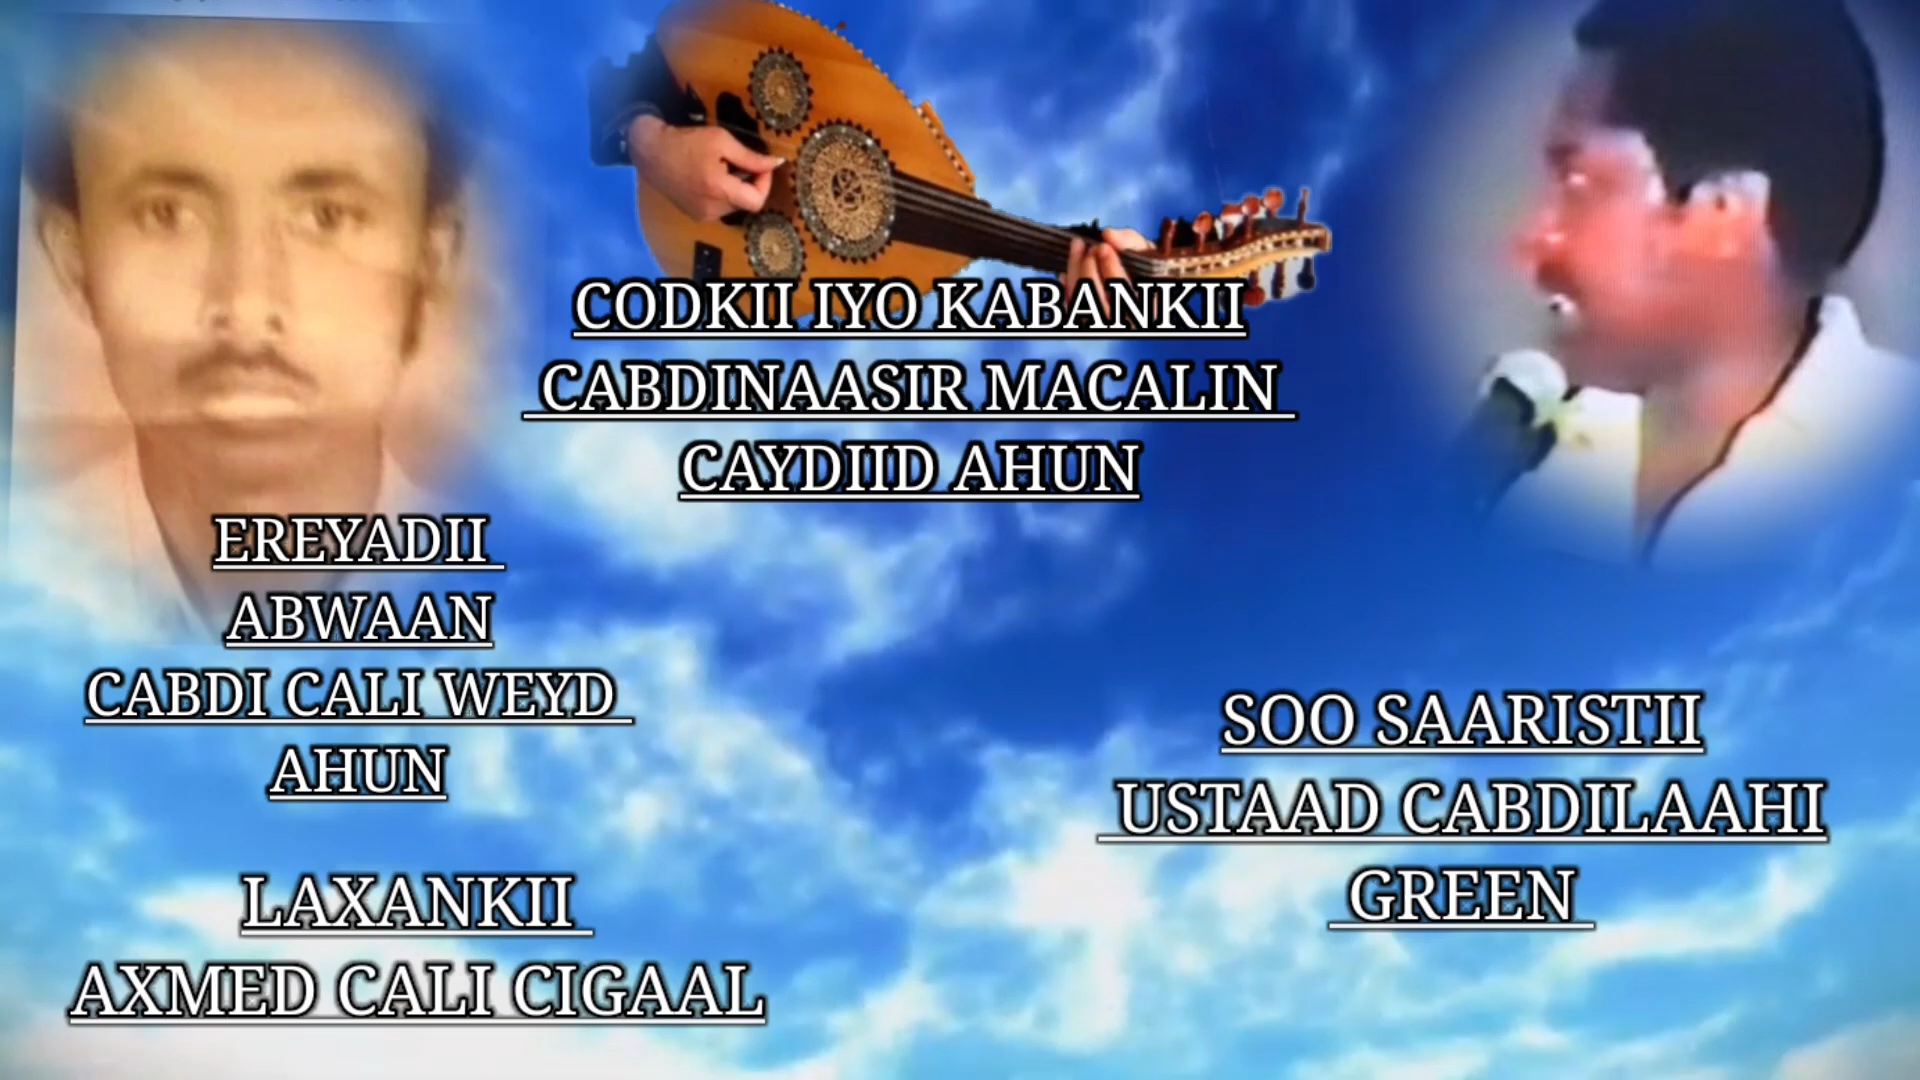 CODKII IYO KABANKII
CABDINAASIR MACALIN
CAYDIID AHUN
EREYADII
ABWAAN
CABDI CALI WEYD
AHUN
LAXANKII
AXMED CALI CIGAAL
SOO SAARISTII
USTAAD CABDILAAHI
GREEN